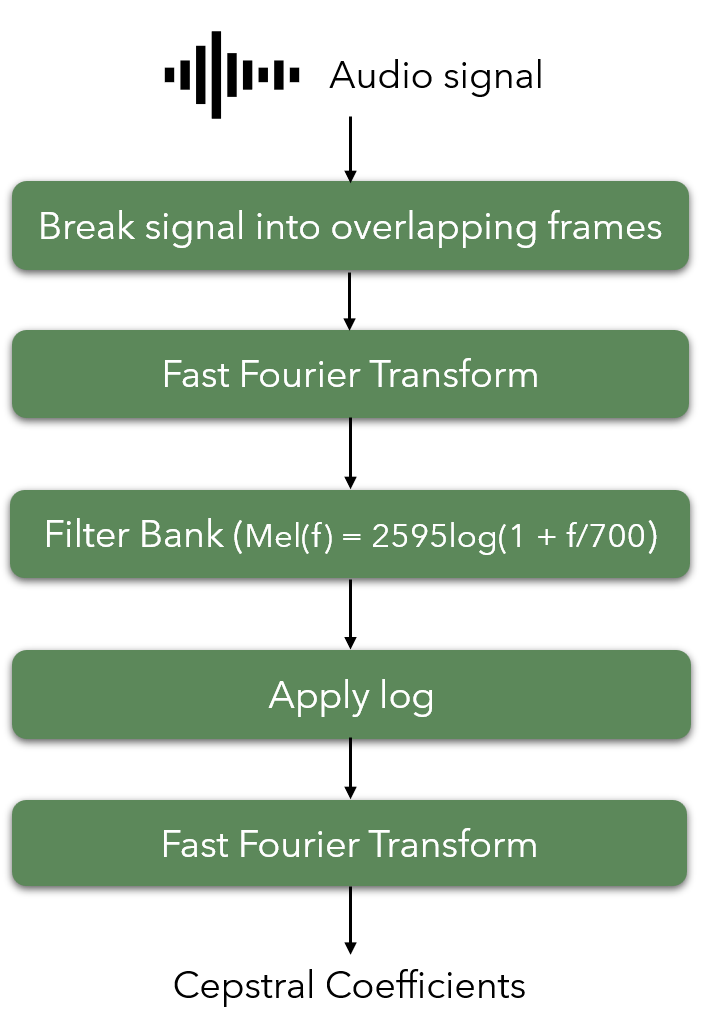 Audio signal
Break signal into overlapping frames
Fast Fourier Transform
Filter Bank (Mel(f) = 2595log(1 + f/700)
Apply log
Fast Fourier Transform
Cepstral Coefficients